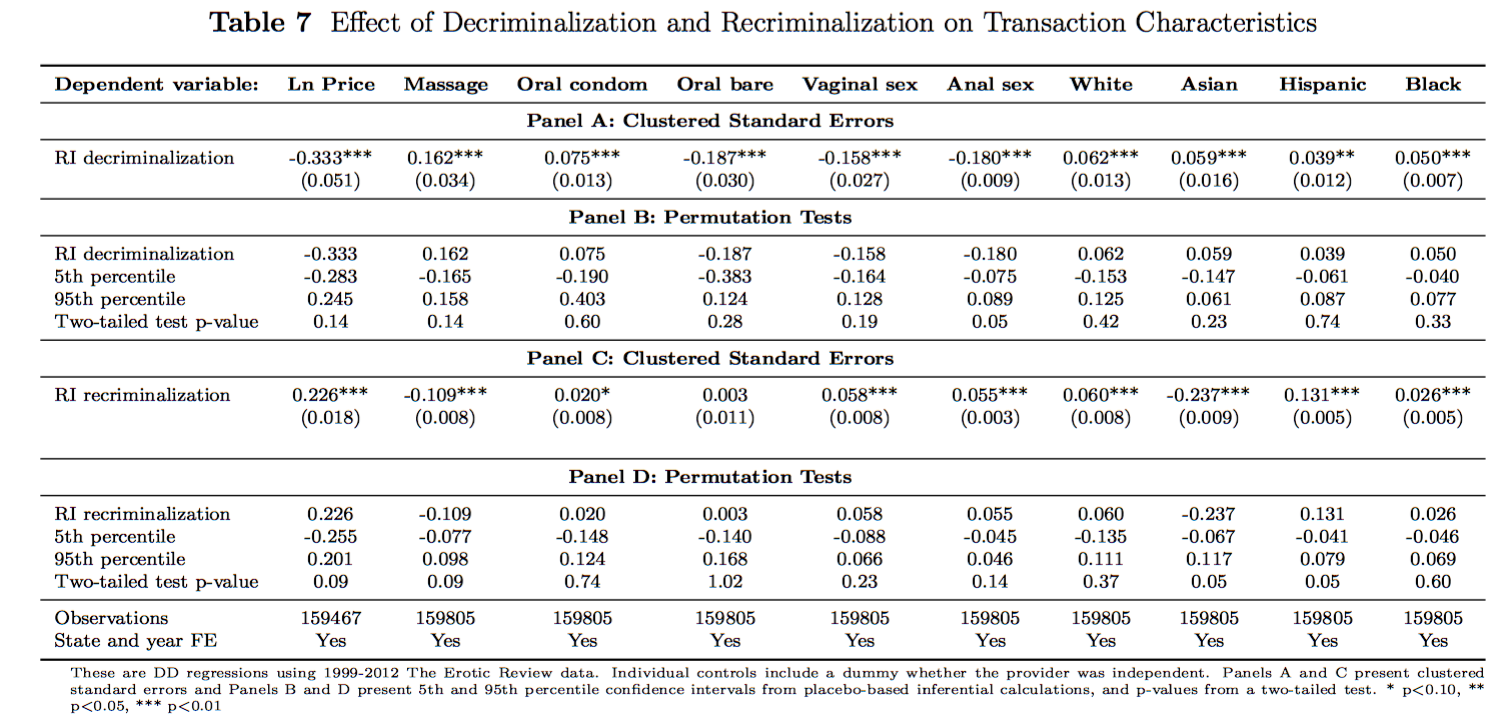 Table 7 Effect of Decriminalization and Recriminalization on Transaction Characteristics
Dependent variable: Ln Price Massage Oral condom Oral bare Vaginal sex Anal sex White Asian Hispanic Black
Panel A: Clustered Standard Errors
RI decriminalization -0.333*** 0.162*** 0.075*** -0.187*** -0.158*** -0.180*** 0.062*** 0.059*** 0.039** 0.050***
(0.051) (0.034) (0.013) (0.030) (0.027) (0.009) (0.013) (0.016) (0.012) (0.007)
Panel B: Permutation Tests
RI decriminalization -0.333 0.162 0.075 -0.187 -0.158 -0.180 0.062 0.059 0.039 0.050
5th percentile -0.283 -0.165 -0.190 -0.383 -0.164 -0.075 -0.153 -0.147 -0.061 -0.040
95th percentile 0.245 0.158 0.403 0.124 0.128 0.089 0.125 0.061 0.087 0.077
Two-tailed test p-value 0.14 0.14 0.60 0.28 0.19 0.05 0.42 0.23 0.74 0.33
Panel C: Clustered Standard Errors
RI recriminalization 0.226*** -0.109*** 0.020* 0.003 0.058*** 0.055*** 0.060*** -0.237*** 0.131*** 0.026***
(0.018) (0.008) (0.008) (0.011) (0.008) (0.003) (0.008) (0.009) (0.005) (0.005)
Panel D: Permutation Tests
RI recriminalization 0.226 -0.109 0.020 0.003 0.058 0.055 0.060 -0.237 0.131 0.026
5th percentile -0.255 -0.077 -0.148 -0.140 -0.088 -0.045 -0.135 -0.067 -0.041 -0.046
95th percentile 0.201 0.098 0.124 0.168 0.066 0.046 0.111 0.117 0.079 0.069
Two-tailed test p-value 0.09 0.09 0.74 1.02 0.23 0.14 0.37 0.05 0.05 0.60
Observations 159467 159805 159805 159805 159805 159805 159805 159805 159805 159805
State and year FE Yes Yes Yes Yes Yes Yes Yes Yes Yes Yes
These are DD regressions using 1999-2012 The Erotic Review data. Individual controls include a dummy whether the provider was independent. Panels A and C present clustered
standard errors and Panels B and D present 5th and 95th percentile confidence intervals from placebo-based inferential calculations, and p-values from a two-tailed test. * p<0.10, **
p<0.05, *** p<0.01